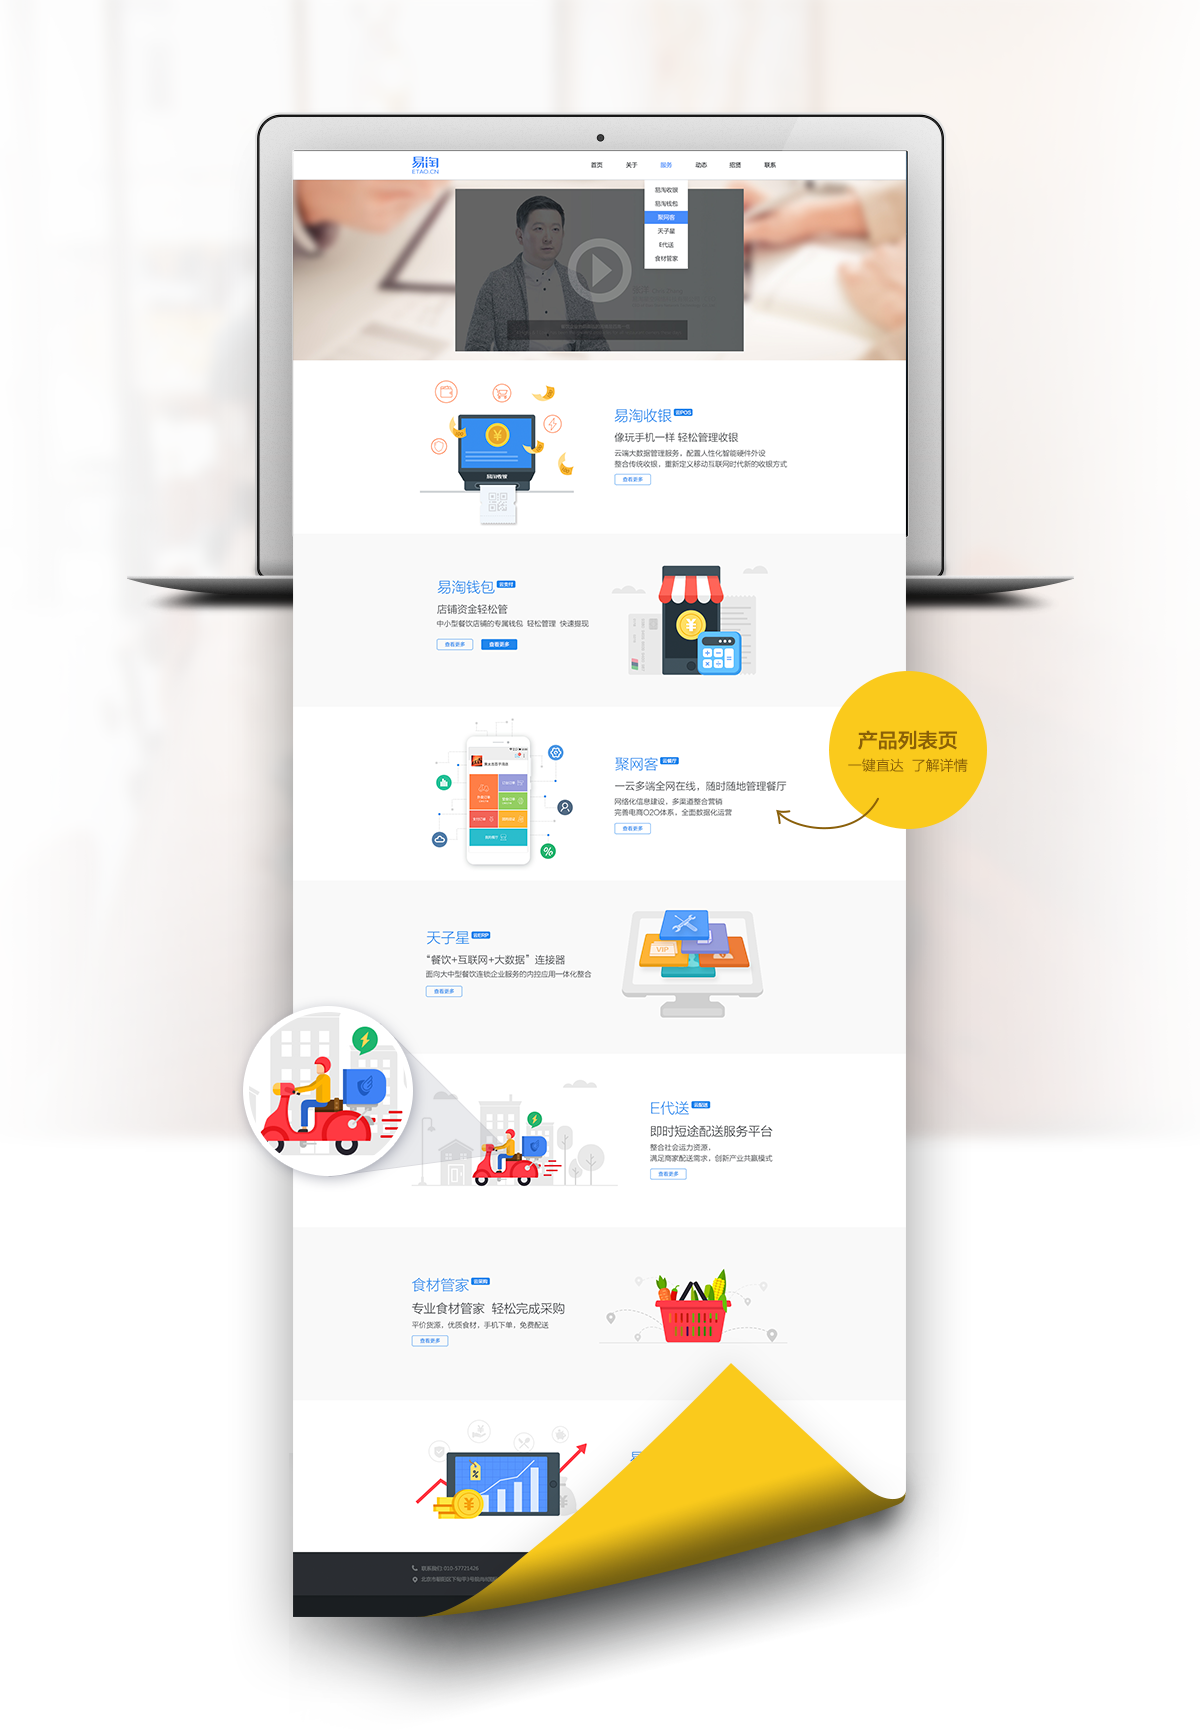 易淘
ETAO.CN
首页 关于 服务 动态 招贤 联系
易淘收银
易淘钱包
聚网客
天子星
E代送
食材管家
易淘收银 云POS
像玩手机一样 轻松管理收银
云端大数据管理服务，配置人性化智能硬件外设
整合传统收银，重新定义移动互联网时代新的收银方式
查看更多
易淘收银
易淘钱包 云支付
店铺资金轻松管
中小型餐饮店铺的专属钱包 轻松管理 快速提现
查看更多 查看更多
产品列表页
一键直达 了解详情
聚网客 云餐厅
一云多端全网在线，随时随地管理餐厅
网络化信息建设，多渠道整合营销
完善电商O2O体系，全面数据化运营
查看更多
天子星 云ERP
“餐饮+互联网+大数据”连接器
面向大中型餐饮连锁企业服务的内控应用一体化整合
查看更多
VIP
E代送 云配送
即时短途配送服务平台
整合社会运力资源，
满足商家配送需求，创新产业共赢模式
查看更多
食材管家 云采购
专业食材管家 轻松完成采购
平价货源，优质食材，手机下单，免费配送
查看更多
联系我们: 010-57721426